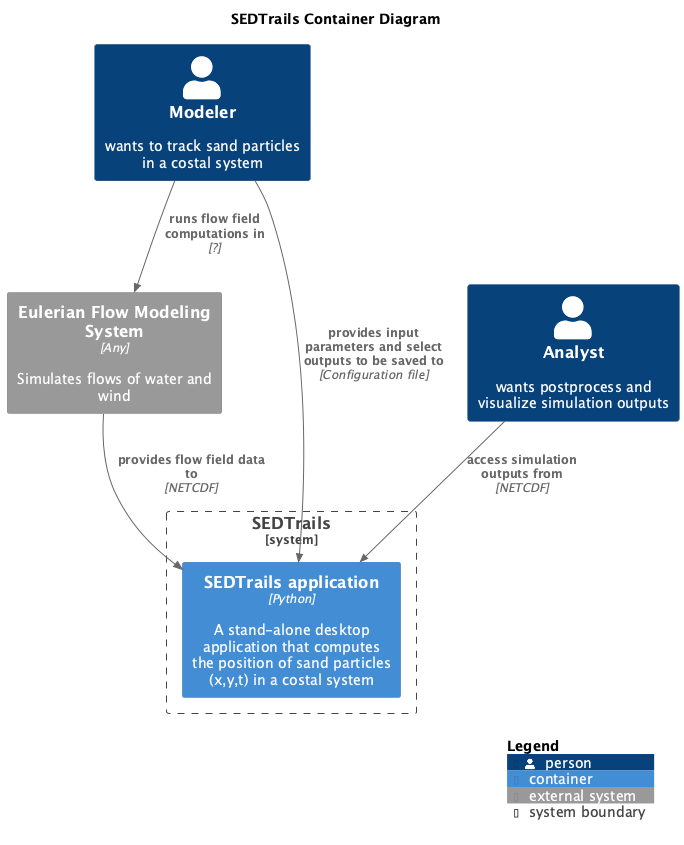 SEDTrails Container Diagram
Modeler
wants to track sand particles
in a costal system
runs flow field
computations in
[?]
Eulerian Flow Modeling
System
[Any]
Simulates flows of water and
wind
provides input
parameters and select
outputs to be saved to
[Configuration file]
Analyst
wants postprocess and
visualize simulation outputs
provides flow field data
to
[NETCDF]
access simulation
outputs from
[NETCDF]
SEDTrails
[system]
SEDTrails application
[Python]
A stand-alone desktop
application that computes
the position of sand particles
(x,y,t) in a costal system
Legend
person
container
external system
system boundary